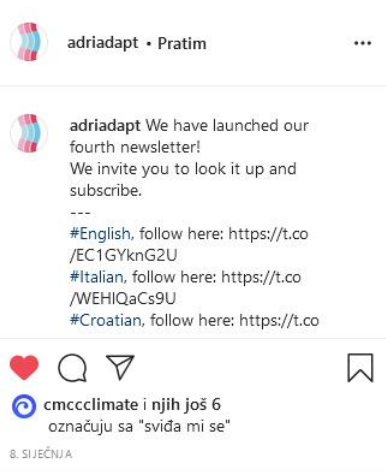 adriadapt • Pratim
adriadapt We have launched our
fourth newsletter!
We invite you to look it up and
subscribe.
---
#English, follow here: https://t.co
/EC1GYknG2U
#Italian, follow here: https://t.co
/WEHlQaCs9U
#Croatian, follow here: https://t.co
cmccclimate i njih još 6
označuju sa "sviđa mi se"
8. SIJEČNJA